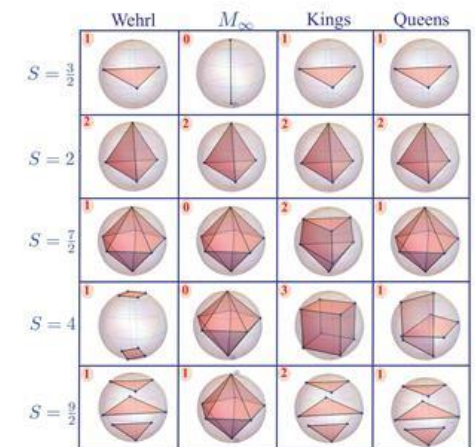 Wehrl M∞ Kings Queens
1 0 1 1
S = 3/2
2 2 2 2
S = 2
1 0 2 1
S = 7/2
1 0 3 1
S = 4
1 1 2 1
S = 9/2